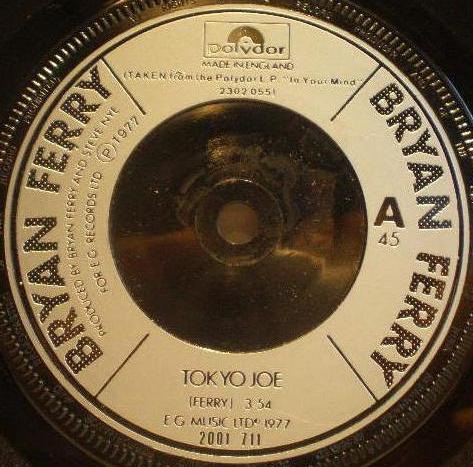 polydor
MADE IN ENGLAND
(TAKEN from the Polydor L.P. "In Your Mind"
2302 055)
BRYAN FERRY
PRODUCED BY BRYAN FERRY AND STEVE NYE
FOR E.G. RECORDS LTD. Ⓟ 1977
BRYAN FERRY
A
45
TOKYO JOE
(FERRY) 3·54
E·G· MUSIC LTD© 1977
2001 711